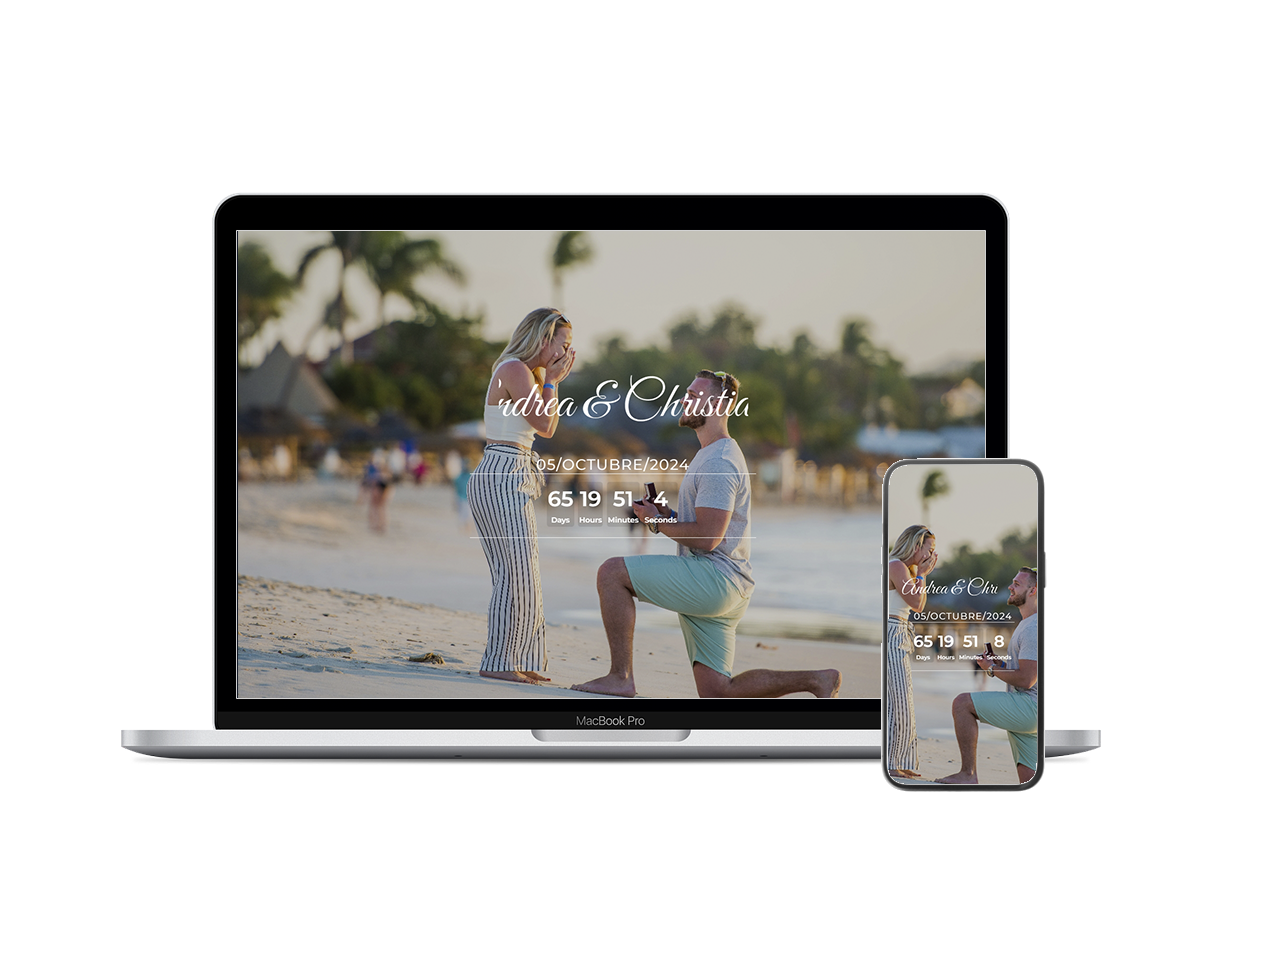 ndrea & Christia
05/OCTUBRE/2024
65 19 51 4
Days Hours Minutes Seconds
MacBook Pro
Andrea & Chri
05/OCTUBRE/2024
65 19 51 8
Days Hours Minutes Seconds